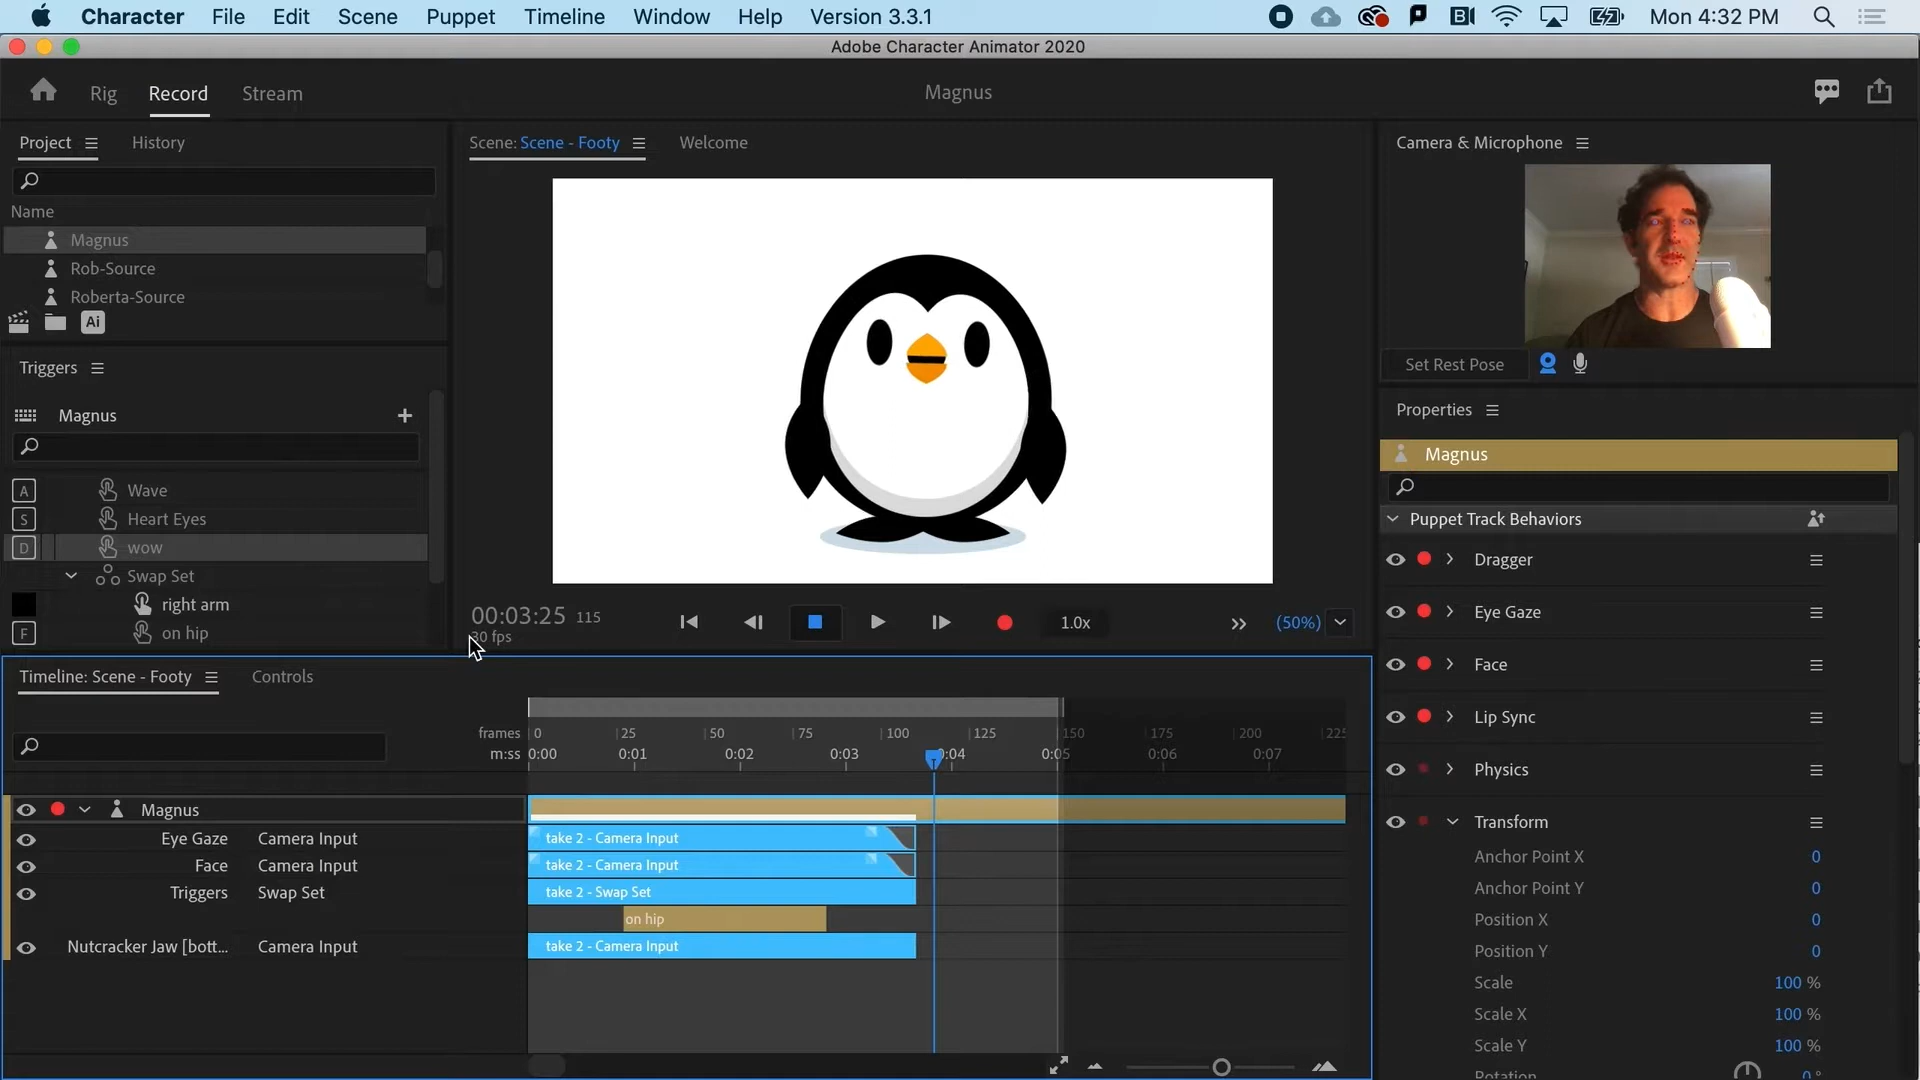 Character File Edit Scene Puppet Timeline Window Help Version 3.3.1 Mon 4:32 PM
Adobe Character Animator 2020
Rig Record Stream Magnus
Project History
Name
Magnus
Rob-Source
Roberta-Source
Ai
Triggers
Magnus
A Wave
S Heart Eyes
D wow
Swap Set
right arm
F on hip
Scene: Scene - Footy Welcome
00:03:25 115
30 fps
1.0x
(50%)
Camera & Microphone
Set Rest Pose
Properties
Magnus
Puppet Track Behaviors
Dragger
Eye Gaze
Face
Lip Sync
Physics
Transform
Anchor Point X 0
Anchor Point Y 0
Position X 0
Position Y 0
Scale 100 %
Scale X 100 %
Scale Y 100 %
Rotation 0 °
Timeline: Scene - Footy Controls
frames 0 25 50 75 100 125 150 175 200 225
m:ss 0:00 0:01 0:02 0:03 0:04 0:05 0:06 0:07
Magnus
Eye Gaze Camera Input take 2 - Camera Input
Face Camera Input take 2 - Camera Input
Triggers Swap Set take 2 - Swap Set
on hip
Nutcracker Jaw [bott... Camera Input take 2 - Camera Input